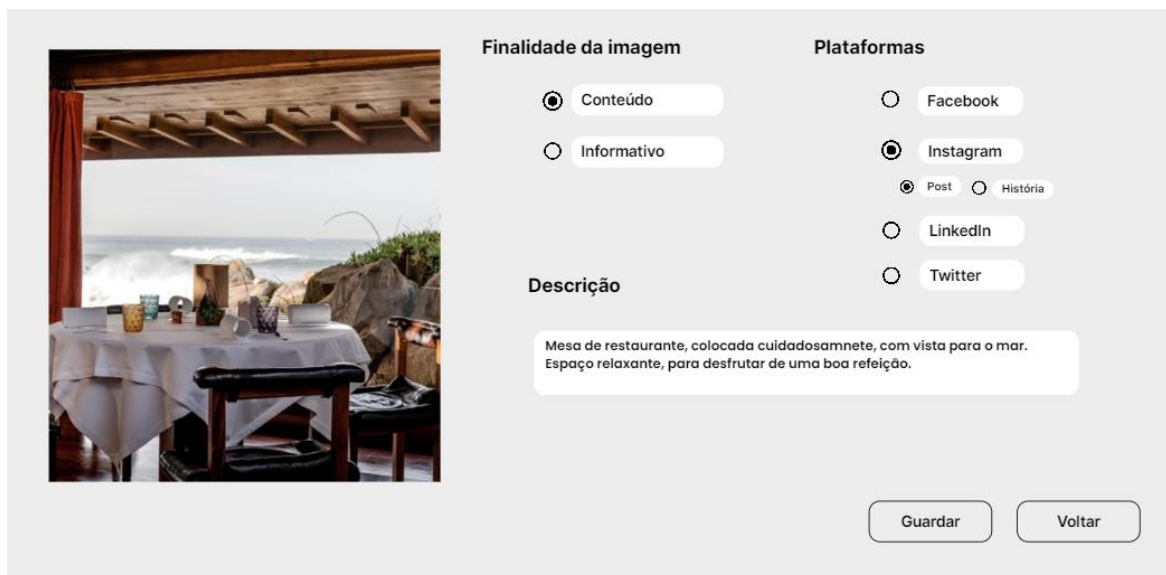 Finalidade da imagem
Conteúdo
Informativo
Plataformas
Facebook
Instagram
Post História
LinkedIn
Twitter
Descrição
Mesa de restaurante, colocada cuidadosamnete, com vista para o mar.
Espaço relaxante, para desfrutar de uma boa refeição.
Guardar Voltar